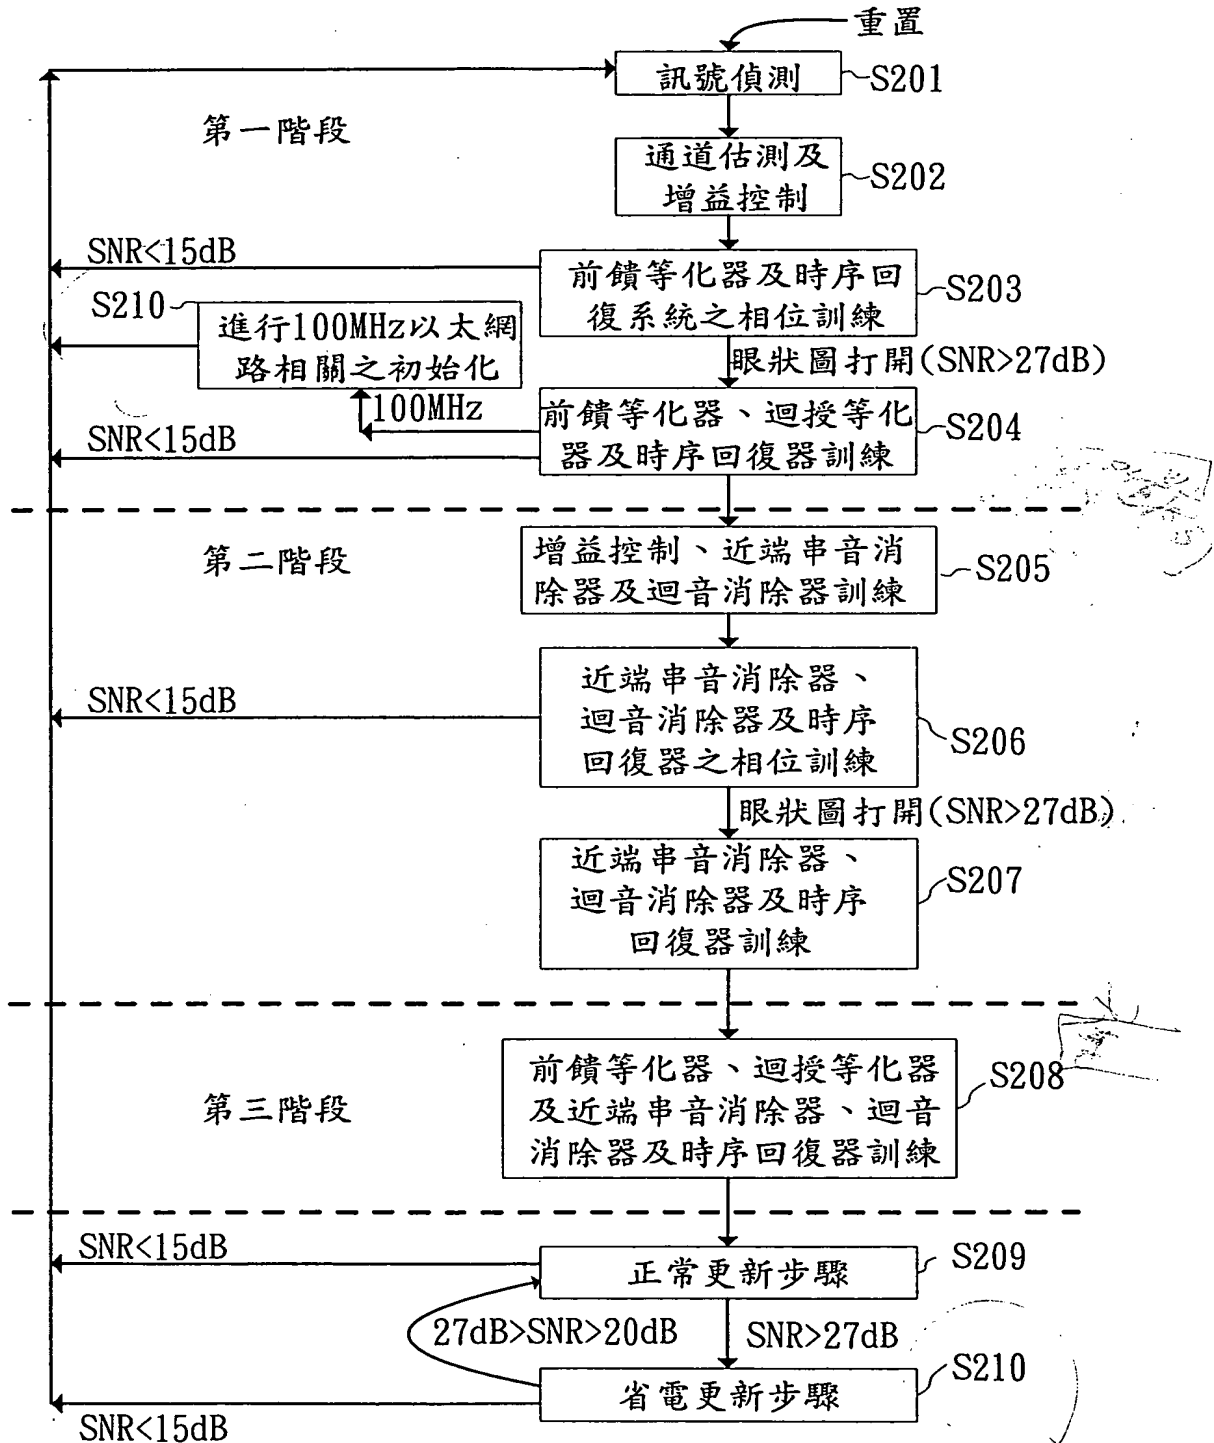 重置
訊號偵測
S201
第一階段
通道估測及
增益控制
S202
SNR<15dB
前饋等化器及時序回
復系統之相位訓練
S203
S210
進行100MHz以太網
路相關之初始化
眼狀圖打開(SNR>27dB)
100MHz
前饋等化器、迴授等化
器及時序回復器訓練
S204
SNR<15dB
第二階段
增益控制、近端串音消
除器及迴音消除器訓練
S205
近端串音消除器、
迴音消除器及時序
回復器之相位訓練
S206
SNR<15dB
眼狀圖打開(SNR>27dB)
近端串音消除器、
迴音消除器及時序
回復器訓練
S207
第三階段
前饋等化器、迴授等化器
及近端串音消除器、迴音
消除器及時序回復器訓練
S208
SNR<15dB
正常更新步驟
S209
27dB>SNR>20dB
SNR>27dB
省電更新步驟
S210
SNR<15dB